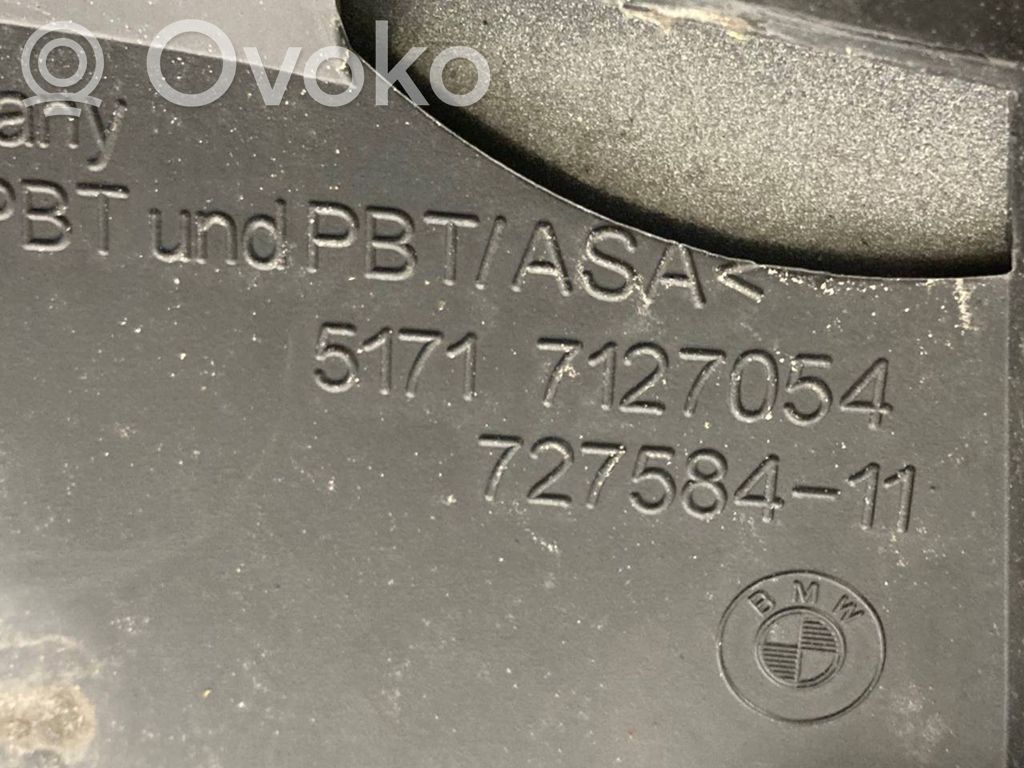 Ovoko
any
PBT und PBT/ASA<
5171 7127054
727584-11
BMW